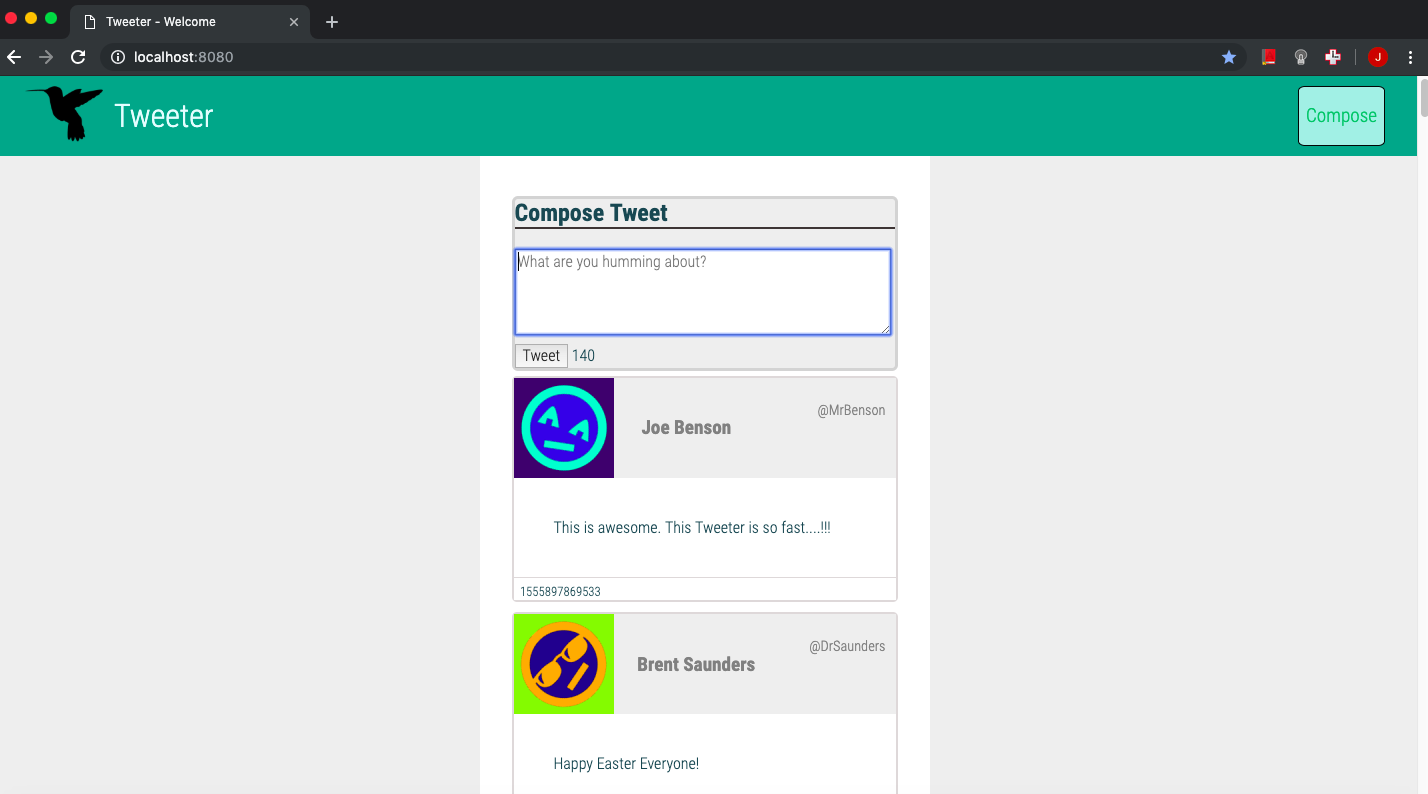 Tweeter - Welcome
localhost:8080
J
Tweeter
Compose
Compose Tweet
What are you humming about?
Tweet 140
@MrBenson
Joe Benson
This is awesome. This Tweeter is so fast....!!!
1555897869533
@DrSaunders
Brent Saunders
Happy Easter Everyone!